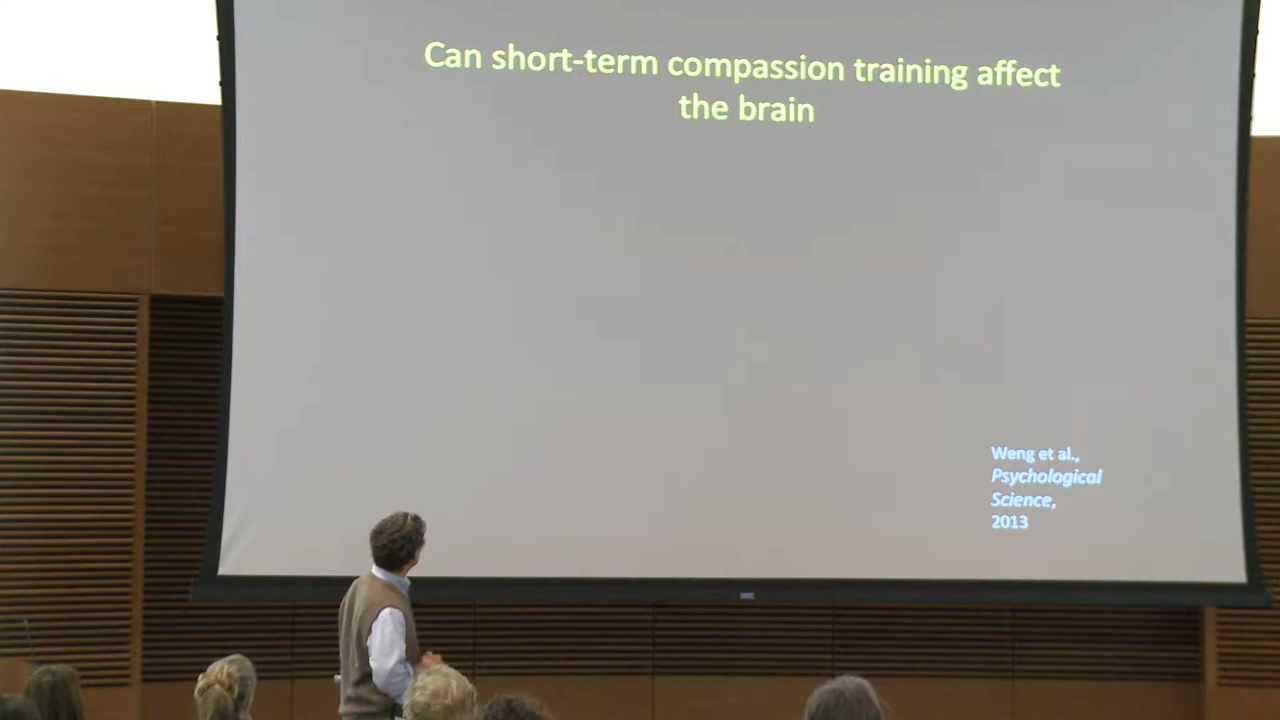 Can short-term compassion training affect
the brain
Weng et al.,
Psychological
Science,
2013